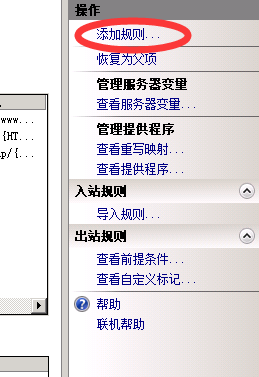 操作
添加规则...
恢复为父项
管理服务器变量
查看服务器变量...
www...
管理提供程序
{HT...
查看重写映射...
p/{...
查看提供程序...
入站规则
导入规则...
出站规则
查看前提条件...
查看自定义标记...
帮助
联机帮助